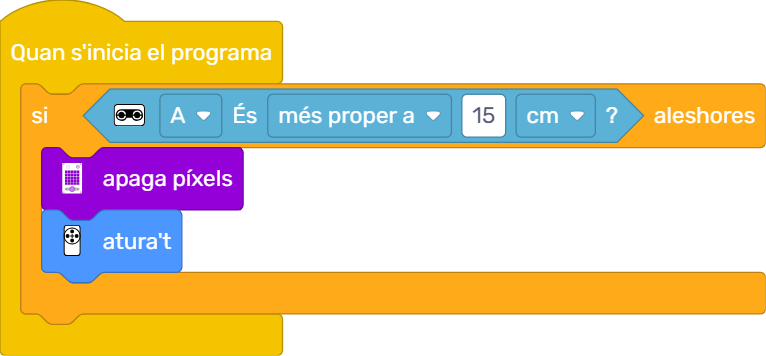 Quan s'inicia el programa
si A És més proper a 15 cm ? aleshores
apaga píxels
atura't